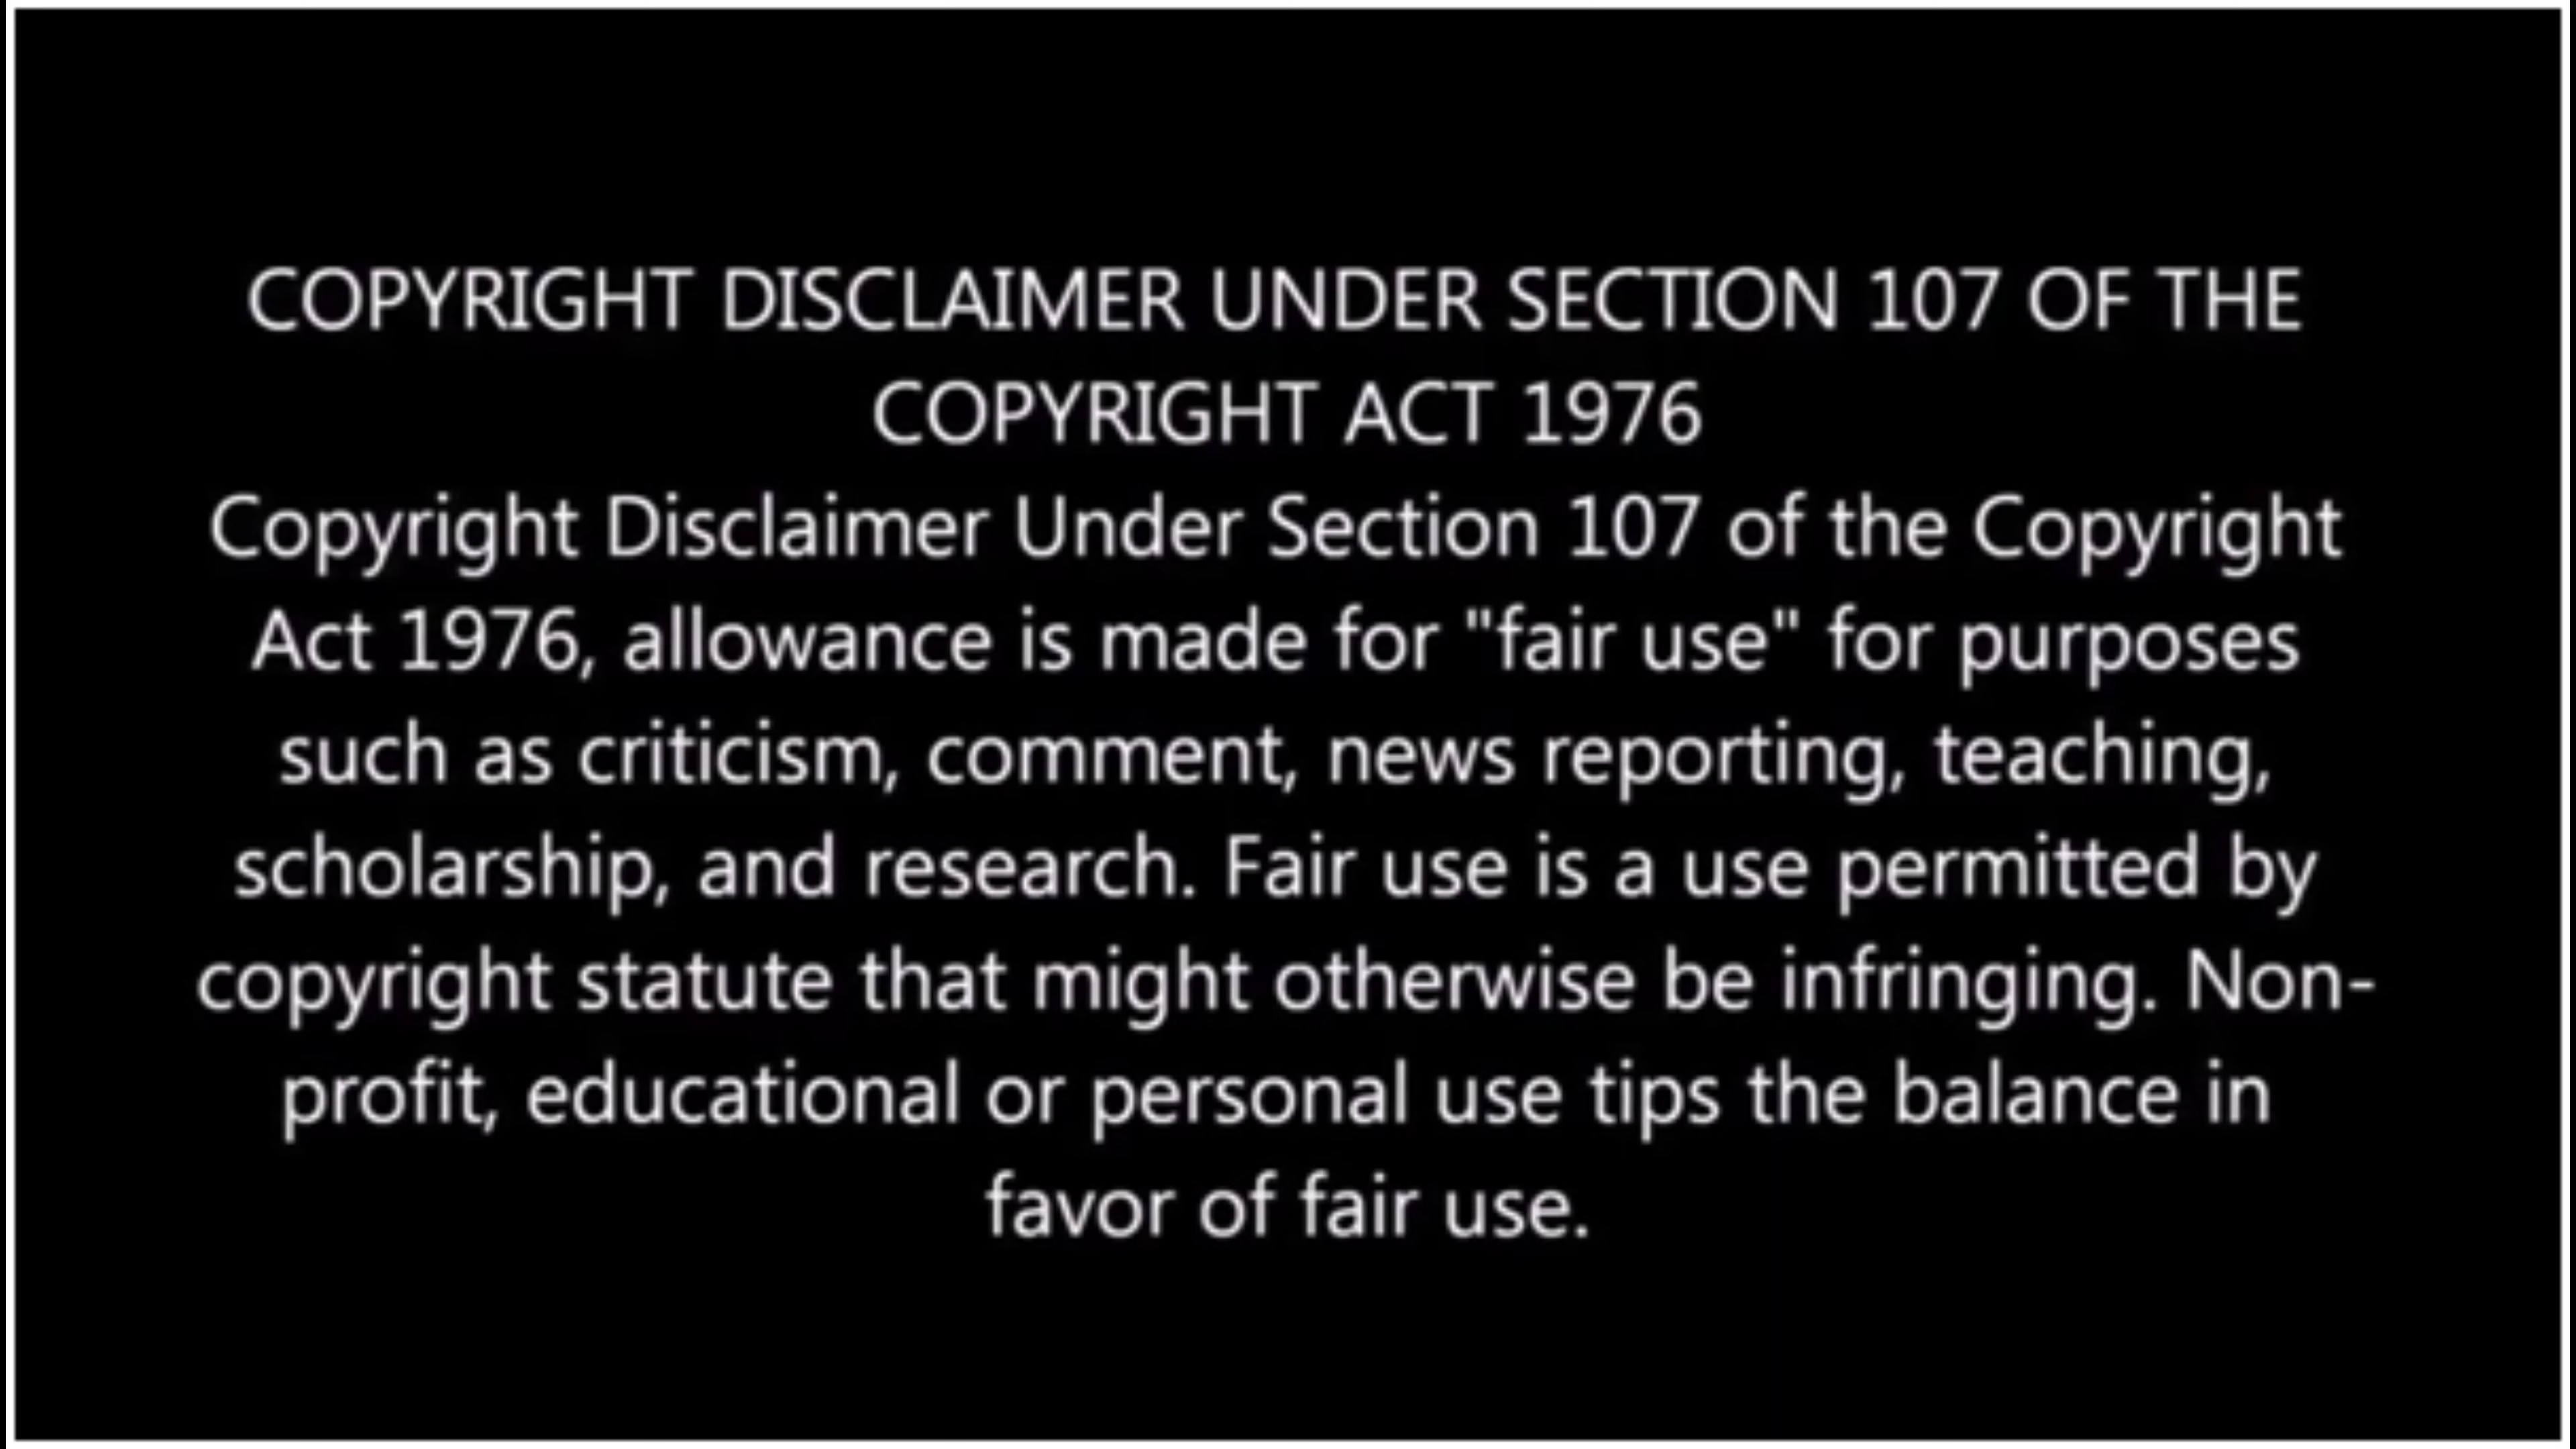 COPYRIGHT DISCLAIMER UNDER SECTION 107 OF THE
COPYRIGHT ACT 1976
Copyright Disclaimer Under Section 107 of the Copyright
Act 1976, allowance is made for "fair use" for purposes
such as criticism, comment, news reporting, teaching,
scholarship, and research. Fair use is a use permitted by
copyright statute that might otherwise be infringing. Non-
profit, educational or personal use tips the balance in
favor of fair use.